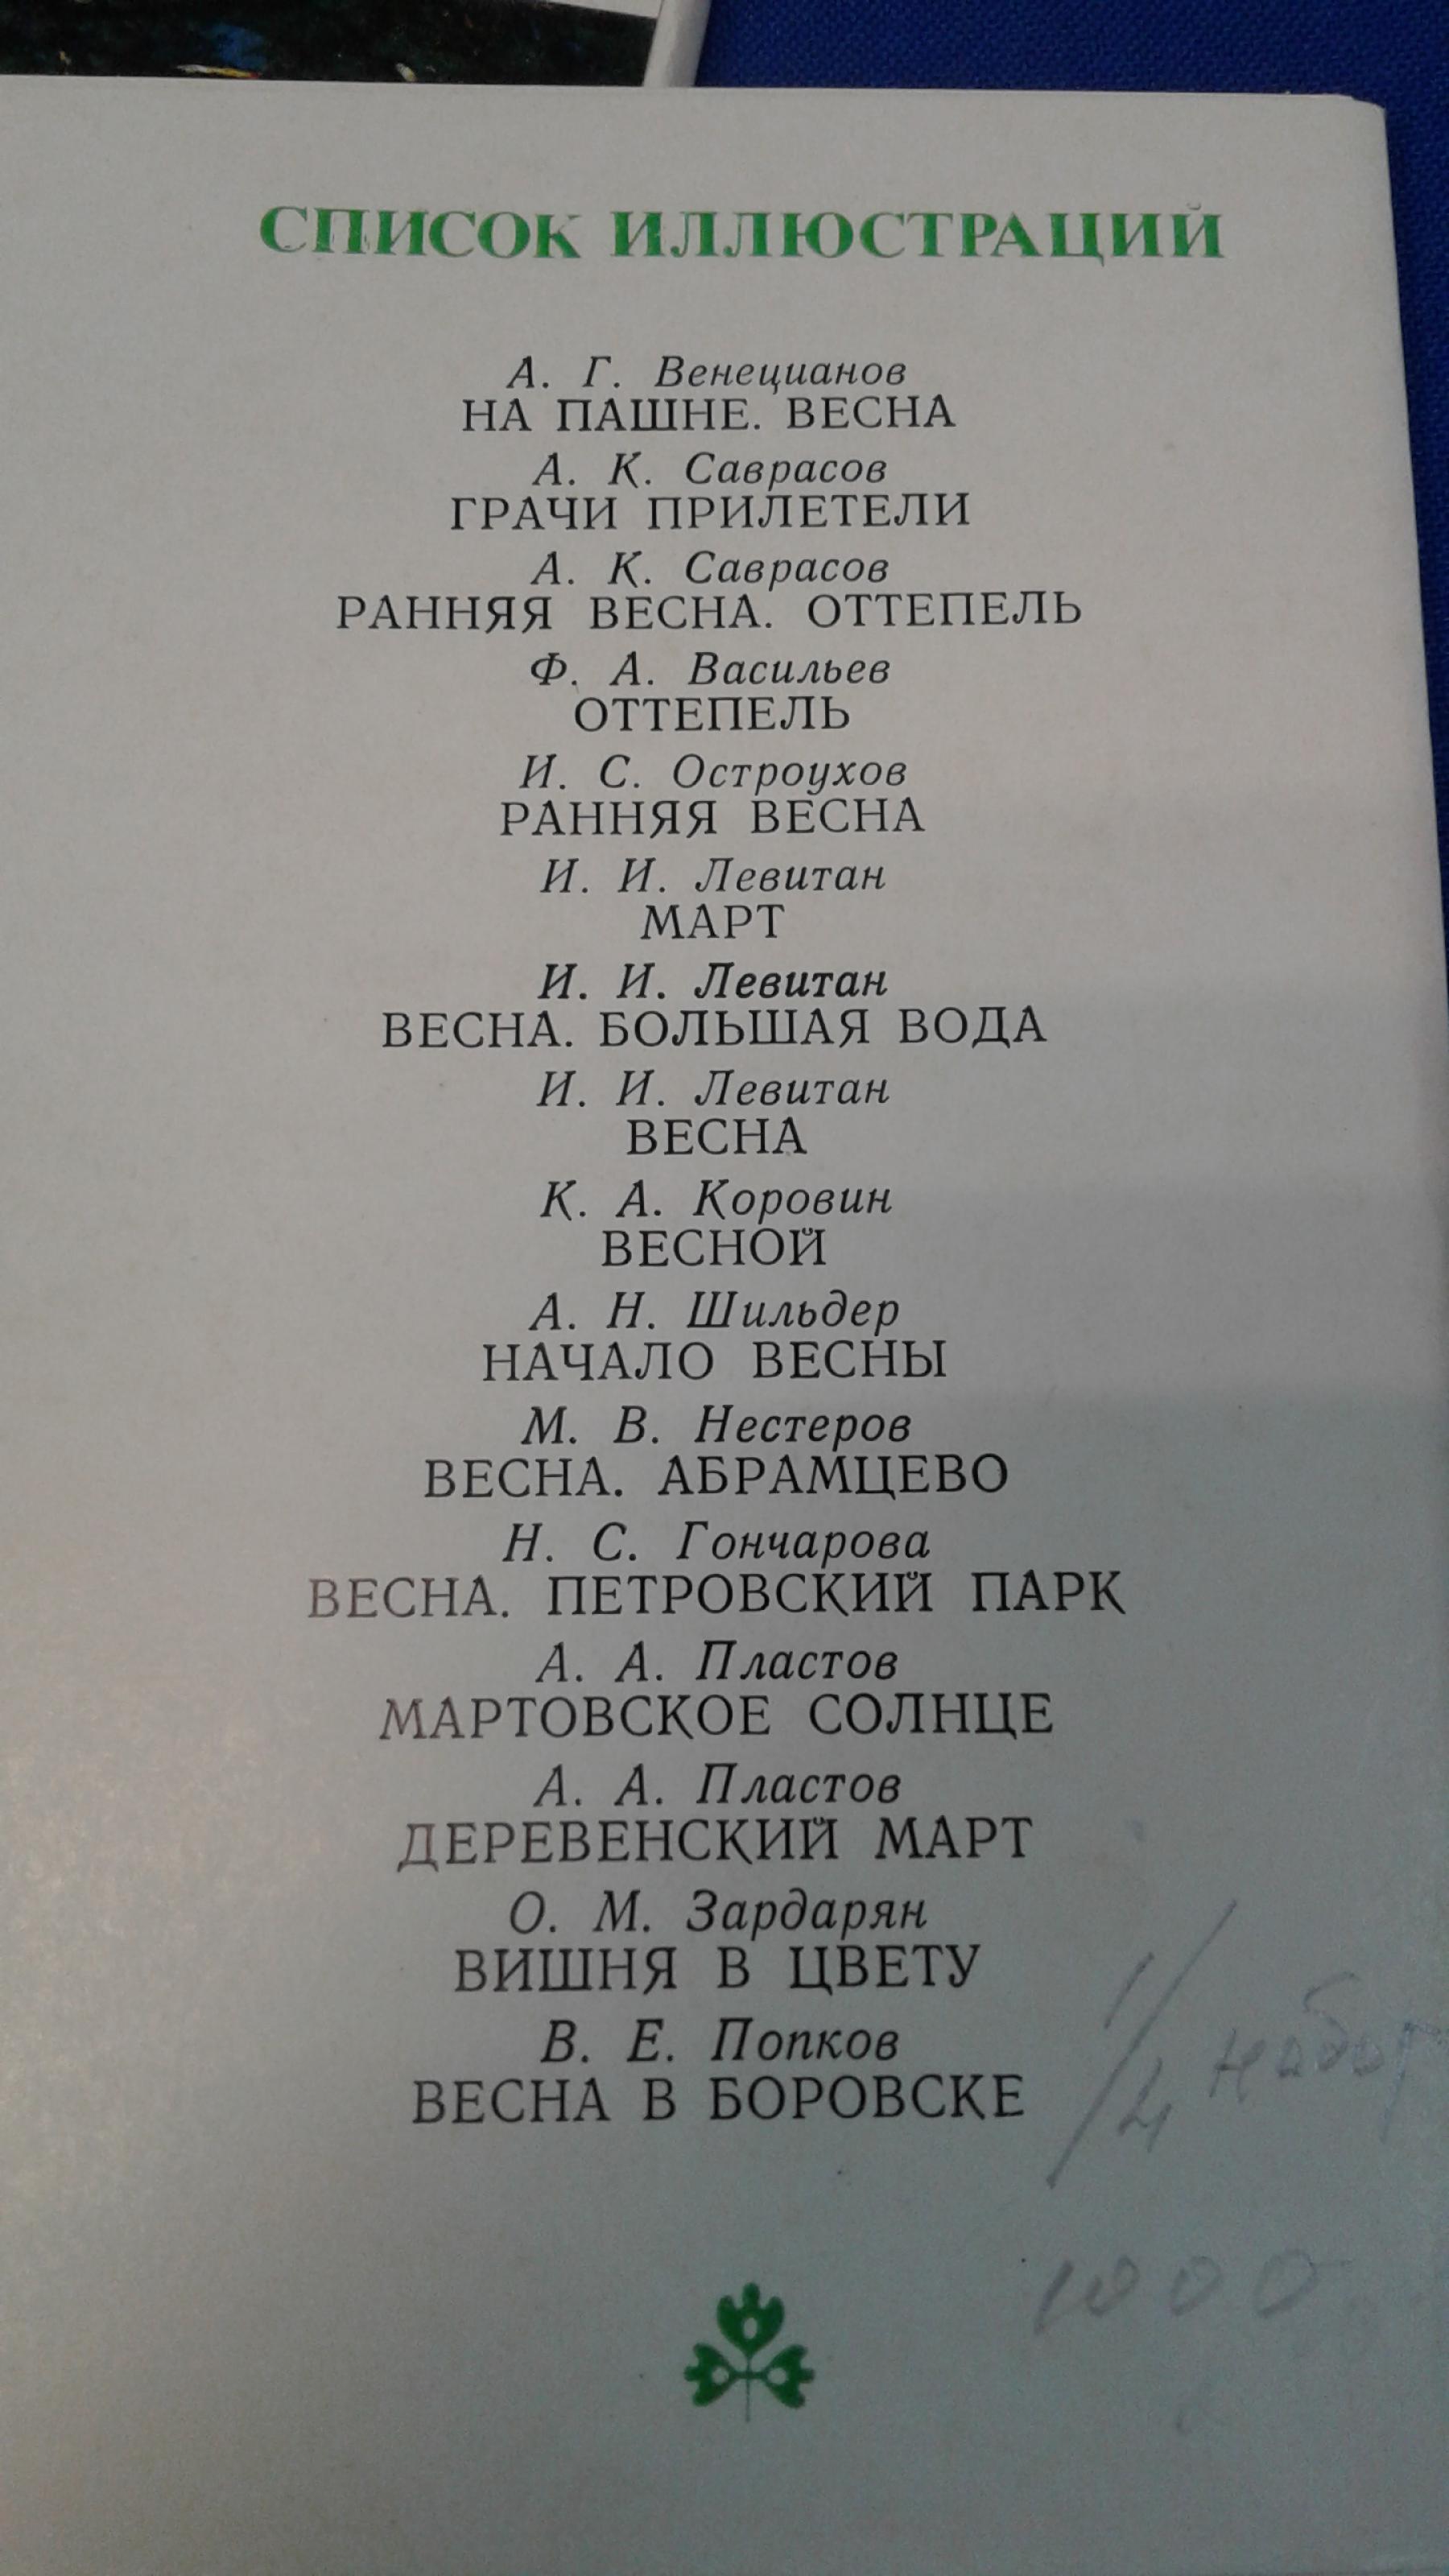 СПИСОК ИЛЛЮСТРАЦИЙ
А. Г. Венецианов
НА ПАШНЕ. ВЕСНА
А. К. Саврасов
ГРАЧИ ПРИЛЕТЕЛИ
А. К. Саврасов
РАННЯЯ ВЕСНА. ОТТЕПЕЛЬ
Ф. А. Васильев
ОТТЕПЕЛЬ
И. С. Остроухов
РАННЯЯ ВЕСНА
И. И. Левитан
МАРТ
И. И. Левитан
ВЕСНА. БОЛЬШАЯ ВОДА
И. И. Левитан
ВЕСНА
К. А. Коровин
ВЕСНОЙ
А. Н. Шильдер
НАЧАЛО ВЕСНЫ
М. В. Нестеров
ВЕСНА. АБРАМЦЕВО
Н. С. Гончарова
ВЕСНА. ПЕТРОВСКИЙ ПАРК
А. А. Пластов
МАРТОВСКОЕ СОЛНЦЕ
А. А. Пластов
ДЕРЕВЕНСКИЙ МАРТ
О. М. Зардарян
ВИШНЯ В ЦВЕТУ
В. Е. Попков
ВЕСНА В БОРОВСКЕ
1/4 набор
1000